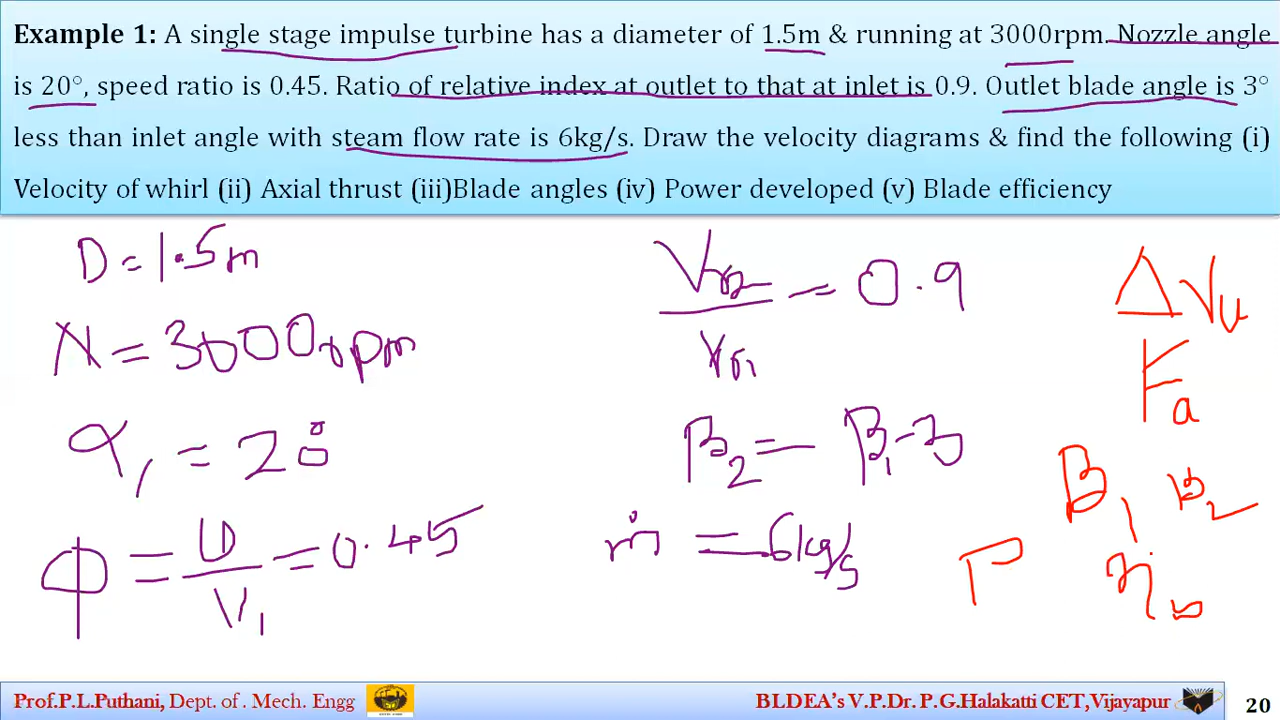 Example 1: A single stage impulse turbine has a diameter of 1.5m & running at 3000rpm. Nozzle angle
is 20°, speed ratio is 0.45. Ratio of relative index at outlet to that at inlet is 0.9. Outlet blade angle is 3°
less than inlet angle with steam flow rate is 6kg/s. Draw the velocity diagrams & find the following (i)
Velocity of whirl (ii) Axial thrust (iii)Blade angles (iv) Power developed (v) Blade efficiency
D = 1.5m
N = 3000rpm
α₁ = 20°
φ = U/V₁ = 0.45
Vr₂/Vr₁ = 0.9
β₂ = β₁-3
ṁ = 6kg/s
ΔVu
Fa
β₁ β₂
P ηb
Prof.P.L.Puthani, Dept. of . Mech. Engg
BLDEA's V.P.Dr. P.G.Halakatti CET,Vijayapur
20